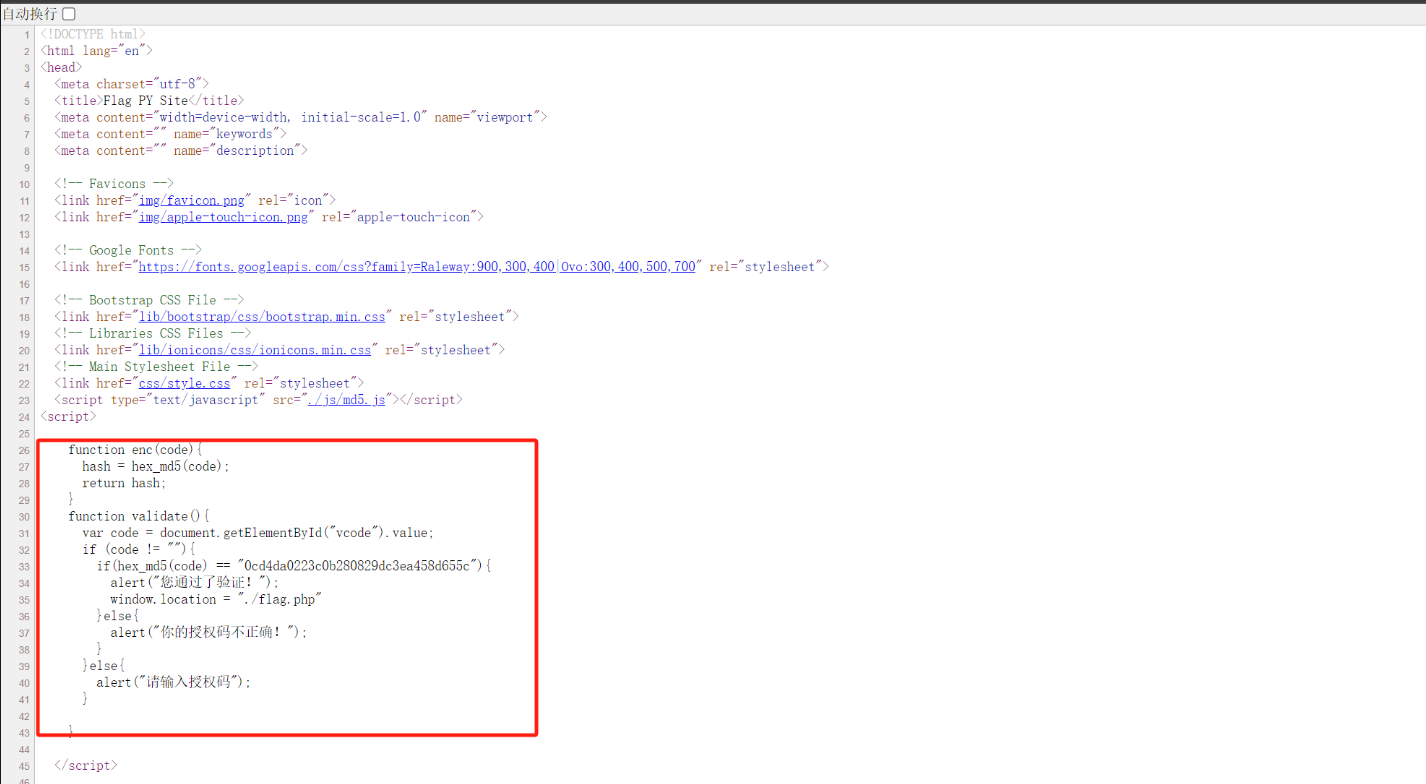 自动换行
1 <!DOCTYPE html>
2 <html lang="en">
3 <head>
4 <meta charset="utf-8">
5 <title>Flag PY Site</title>
6 <meta content="width=device-width, initial-scale=1.0" name="viewport">
7 <meta content="" name="keywords">
8 <meta content="" name="description">
9
10 <!-- Favicons -->
11 <link href="img/favicon.png" rel="icon">
12 <link href="img/apple-touch-icon.png" rel="apple-touch-icon">
13
14 <!-- Google Fonts -->
15 <link href="https://fonts.googleapis.com/css?family=Raleway:900,300,400|Ovo:300,400,500,700" rel="stylesheet">
16
17 <!-- Bootstrap CSS File -->
18 <link href="lib/bootstrap/css/bootstrap.min.css" rel="stylesheet">
19 <!-- Libraries CSS Files -->
20 <link href="lib/ionicons/css/ionicons.min.css" rel="stylesheet">
21 <!-- Main Stylesheet File -->
22 <link href="css/style.css" rel="stylesheet">
23 <script type="text/javascript" src="./js/md5.js"></script>
24 <script>
25
26 function enc(code){
27 hash = hex_md5(code);
28 return hash;
29 }
30 function validate(){
31 var code = document.getElementById("vcode").value;
32 if (code != ""){
33 if(hex_md5(code) == "0cd4da0223c0b280829dc3ea458d655c"){
34 alert("您通过了验证！");
35 window.location = "./flag.php"
36 }else{
37 alert("你的授权码不正确！");
38 }
39 }else{
40 alert("请输入授权码");
41 }
42
43 }
44
45 </script>
46